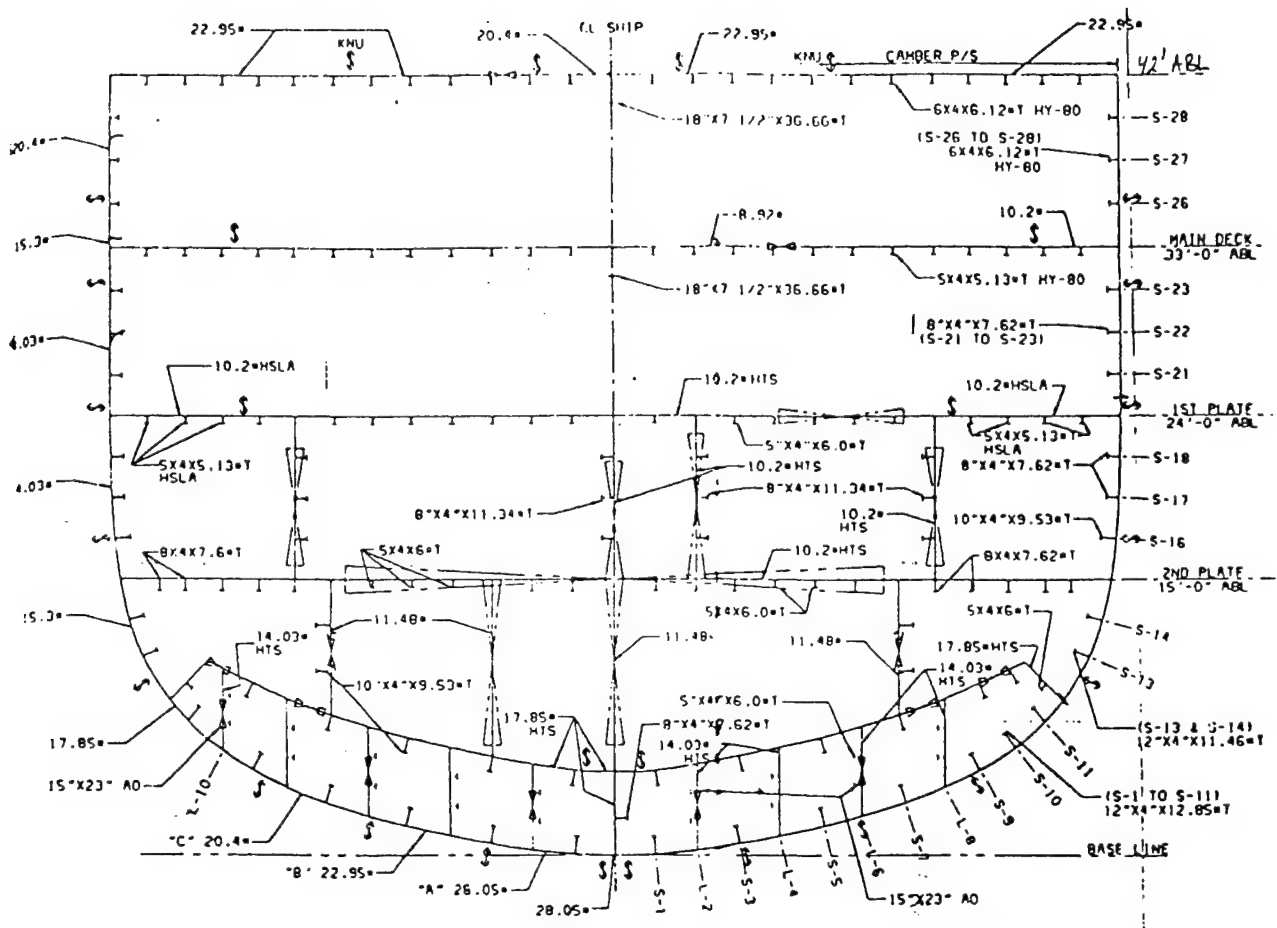 22.95#
KNU
20.4#
CL SHIP
22.95#
KNU
CAMBER P/S
22.95#
42' ABL
18"X7 1/2"X36.66#T
6X4X6.12#T HY-80
(S-26 TO S-28)
6X4X6.12#T
HY-80
S-28
S-27
S-26
20.4#
15.3#
8.92#
10.2#
MAIN DECK
33'-0" ABL
18"X7 1/2"X36.66#T
5X4X5.13#T HY-80
S-23
8"X4"X7.62#T
(S-21 TO S-23)
S-22
S-21
4.03#
10.2#HSLA
10.2#HTS
10.2#HSLA
1ST PLATE
24'-0" ABL
5X4X5.13#T
HSLA
5"X4"X6.0#T
5X4X5.13#T
HSLA
S-18
10.2#HTS
8"X4"X7.62#T
4.03#
8"X4"X11.34#T
8"X4"X11.34#T
S-17
10.2#
HTS
10"X4"X9.53#T
S-16
8X4X7.6#T
5X4X6#T
10.2#HTS
8X4X7.62#T
2ND PLATE
15'-0" ABL
15.3#
5X4X6.0#T
5X4X6#T
11.48#
11.48#
11.48#
S-14
14.03#
HTS
17.85#HTS
14.03#
HTS
S-13
10"X4"X9.53#T
5"X4"X6.0#T
17.85#
17.85#
HTS
8"X4"X7.62#T
14.03#
HTS
(S-13 & S-14)
12"X4"X11.46#T
15"X23" AO
L-10
S-11
S-10
(S-1 TO S-11)
12"X4"X12.85#T
S-9
L-8
"C" 20.4#
S-7
L-6
BASE LINE
"B" 22.95#
S-5
"A" 28.05#
L-4
S-3
L-2
S-1
15"X23" AO
28.05#